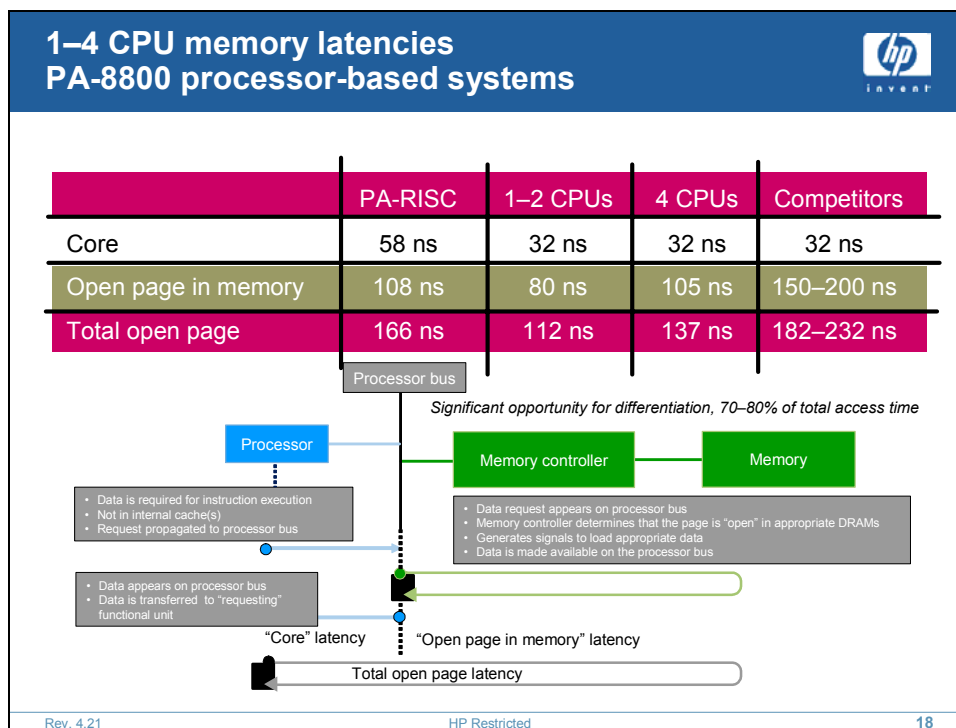 1–4 CPU memory latencies
PA-8800 processor-based systems
hp
invent
PA-RISC 1–2 CPUs 4 CPUs Competitors
Core 58 ns 32 ns 32 ns 32 ns
Open page in memory 108 ns 80 ns 105 ns 150–200 ns
Total open page 166 ns 112 ns 137 ns 182–232 ns
Processor bus
Significant opportunity for differentiation, 70–80% of total access time
Processor
Memory controller
Memory
• Data is required for instruction execution
• Not in internal cache(s)
• Request propagated to processor bus
• Data request appears on processor bus
• Memory controller determines that the page is “open” in appropriate DRAMs
• Generates signals to load appropriate data
• Data is made available on the processor bus
• Data appears on processor bus
• Data is transferred to “requesting”
functional unit
“Core” latency
“Open page in memory” latency
Total open page latency
Rev. 4.21
HP Restricted
18